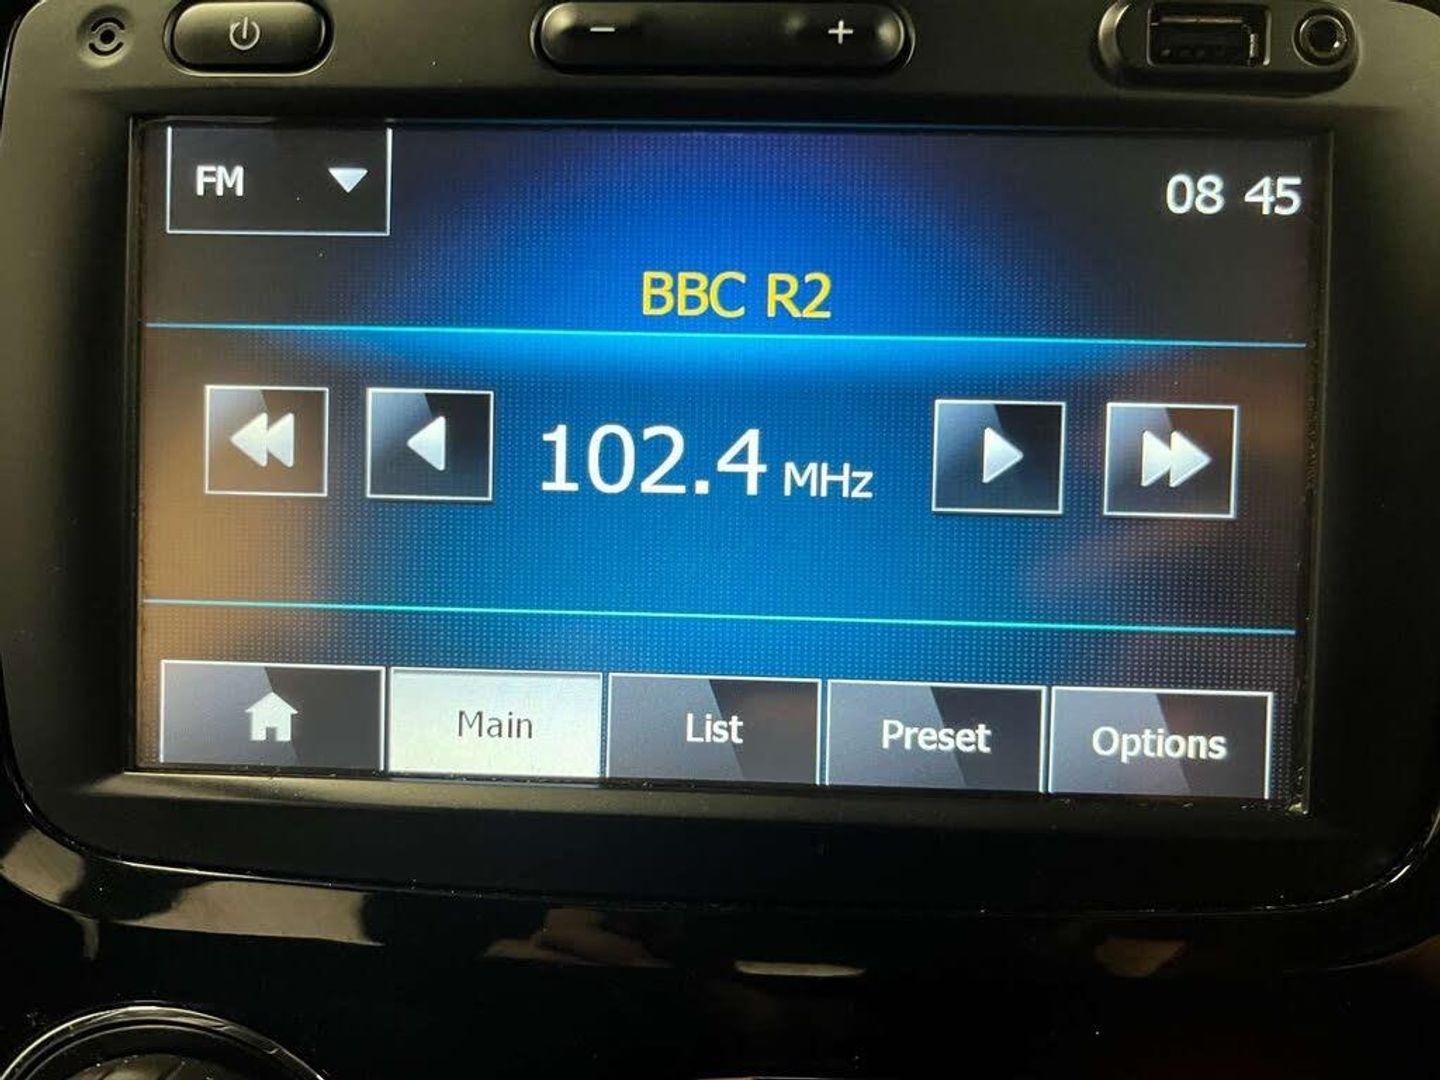 FM
08 45
BBC R2
102.4 MHz
Main
List
Preset
Options